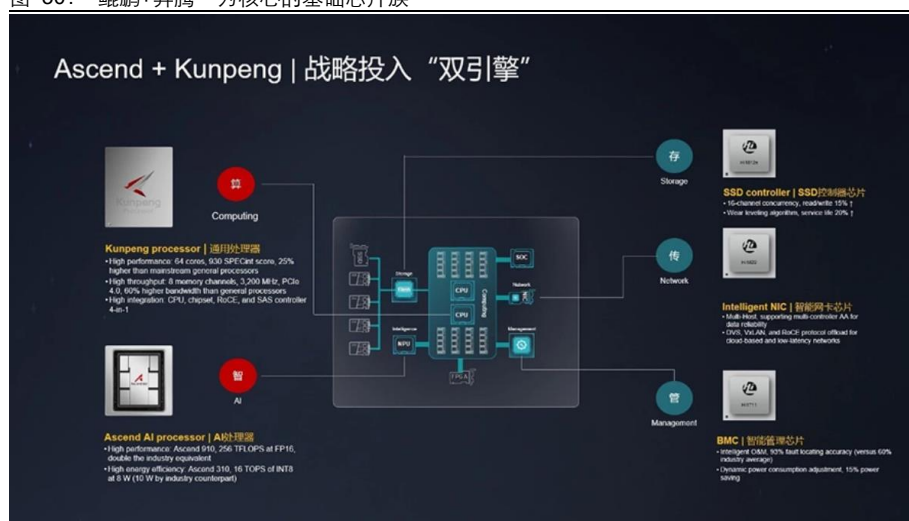 Ascend + Kunpeng | 战略投入“双引擎”
算
Computing
Kunpeng
Kunpeng processor | 通用处理器
•High performance: 64 cores, 930 SPECint score, 25%
higher than mainstream general processors
•High throughput: 8 memory channels, 3,200 MHz, PCIe
4.0, 60% higher bandwidth than general processors
•High integration: CPU, chipset, RoCE, and SAS controller
4-in-1
智
AI
Ascend AI processor | AI处理器
•High performance: Ascend 910, 256 TFLOPS at FP16,
double the industry equivalent
•High energy efficiency: Ascend 310, 16 TOPS of INT8
at 8 W (10 W by industry counterpart)
SSD
Storage
SOC
CPU
CPU
Computing
Network
Intelligence
NPU
Management
FPGA
存
Storage
SSD controller | SSD控制器芯片
• 16-channel concurrency, read/write 15% ↑
• Wear leveling algorithm, service life 20% ↑
传
Network
Intelligent NIC | 智能网卡芯片
• Multi-Host, supporting multi-controller AA for
data reliability
• OVS, VxLAN, and RoCE protocol offload for
cloud-based and low-latency networks
管
Management
BMC | 智能管理芯片
• Intelligent O&M, 93% fault locating accuracy (versus 60%
industry average)
• Dynamic power consumption adjustment, 15% power
saving